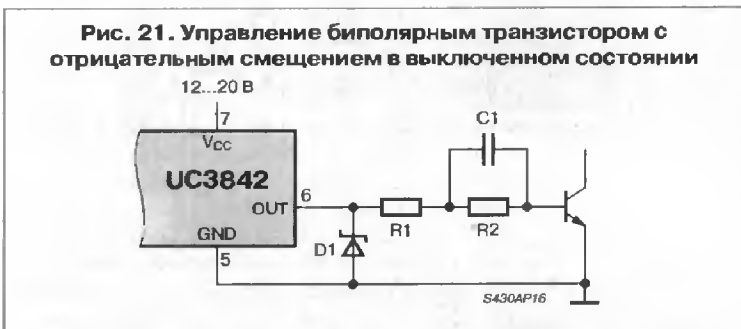 Рис. 21. Управление биполярным транзистором с
отрицательным смещением в выключенном состоянии
12...20 В
7
VCC
UC3842
OUT
6
GND
5
D1
R1
C1
R2
S430AP16